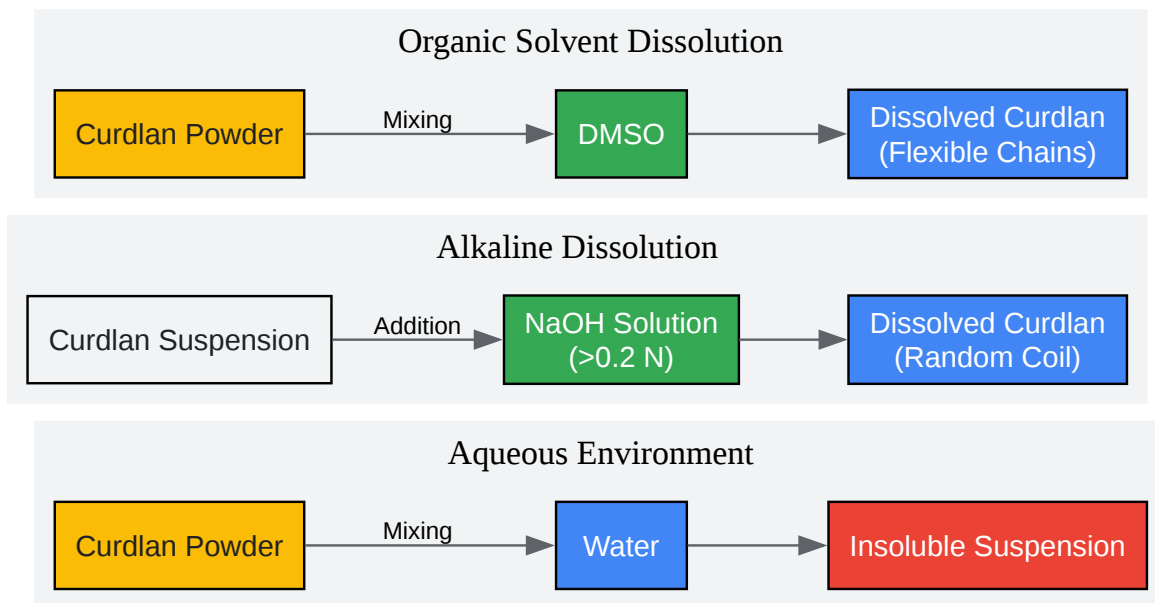 Organic Solvent Dissolution
Curdlan Powder
Mixing
DMSO
Dissolved Curdlan
(Flexible Chains)
Alkaline Dissolution
Curdlan Suspension
Addition
NaOH Solution
(>0.2 N)
Dissolved Curdlan
(Random Coil)
Aqueous Environment
Curdlan Powder
Mixing
Water
Insoluble Suspension